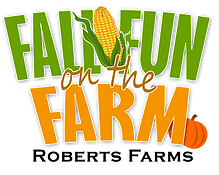 FALL FUN
on the
FARM
ROBERTS FARMS